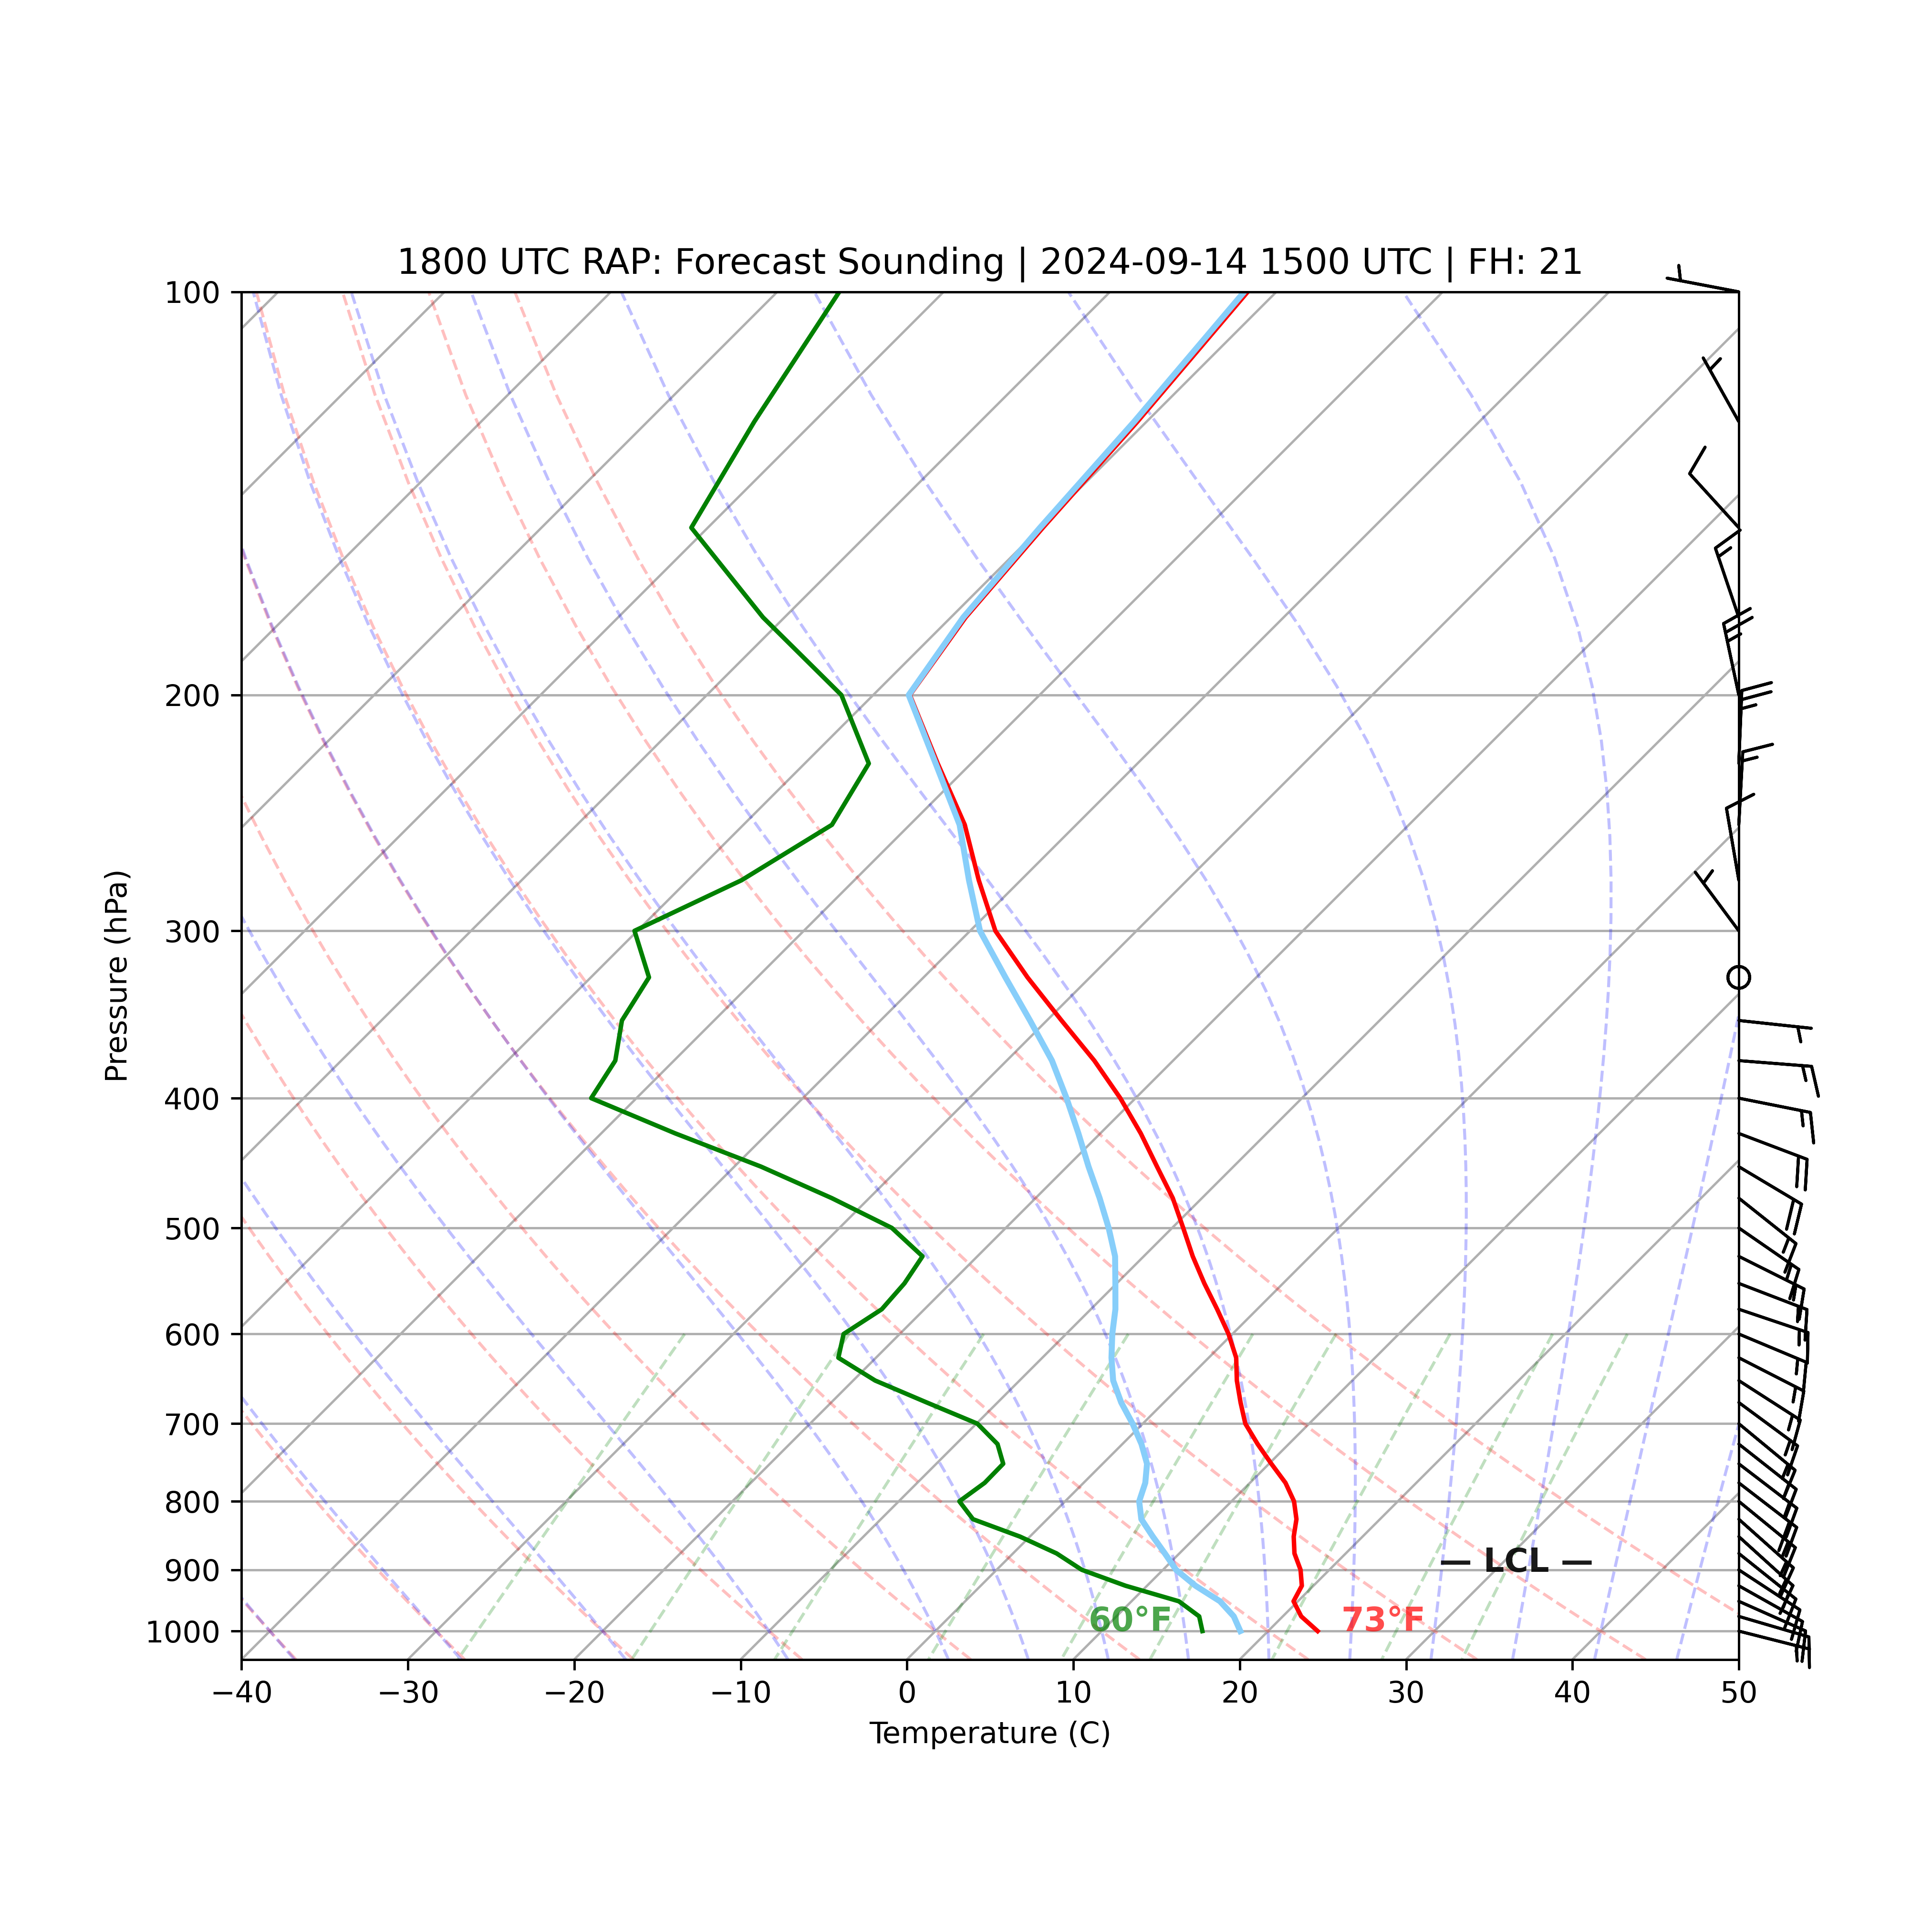 1800 UTC RAP: Forecast Sounding | 2024-09-14 1500 UTC | FH: 21
100
200
300
400
500
600
700
800
900
1000
Pressure (hPa)
— LCL —
60°F
73°F
−40 −30 −20 −10 0 10 20 30 40 50
Temperature (C)